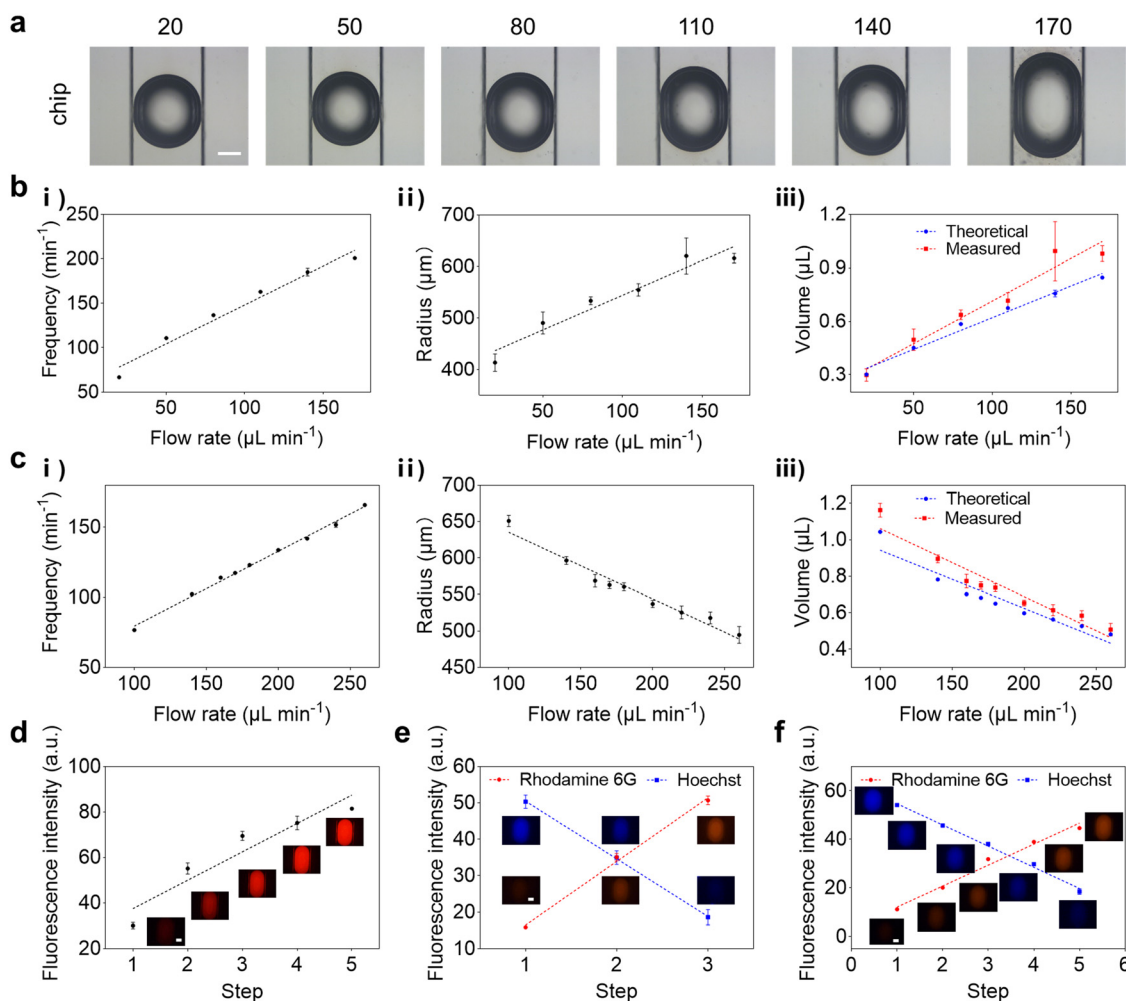 a
20 50 80 110 140 170
chip
b
i) ii) iii)
250
200
150
100
50
Frequency (min⁻¹)
50 100 150
Flow rate (µL min⁻¹)
700
600
500
400
Radius (µm)
50 100 150
Flow rate (µL min⁻¹)
1.2
0.9
0.6
0.3
Volume (µL)
Theoretical
Measured
50 100 150
Flow rate (µL min⁻¹)
c
i) ii) iii)
150
100
50
Frequency (min⁻¹)
100 150 200 250
Flow rate (µL min⁻¹)
700
650
600
550
500
450
Radius (µm)
100 150 200 250
Flow rate (µL min⁻¹)
1.2
1.0
0.8
0.6
0.4
Volume (µL)
Theoretical
Measured
100 150 200 250
Flow rate (µL min⁻¹)
d
100
80
60
40
20
Fluorescence intensity (a.u.)
1 2 3 4 5
Step
e
60
50
40
30
20
10
Fluorescence intensity (a.u.)
Rhodamine 6G Hoechst
1 2 3
Step
f
60
40
20
0
Fluorescence intensity (a.u.)
Rhodamine 6G Hoechst
0 1 2 3 4 5 6
Step